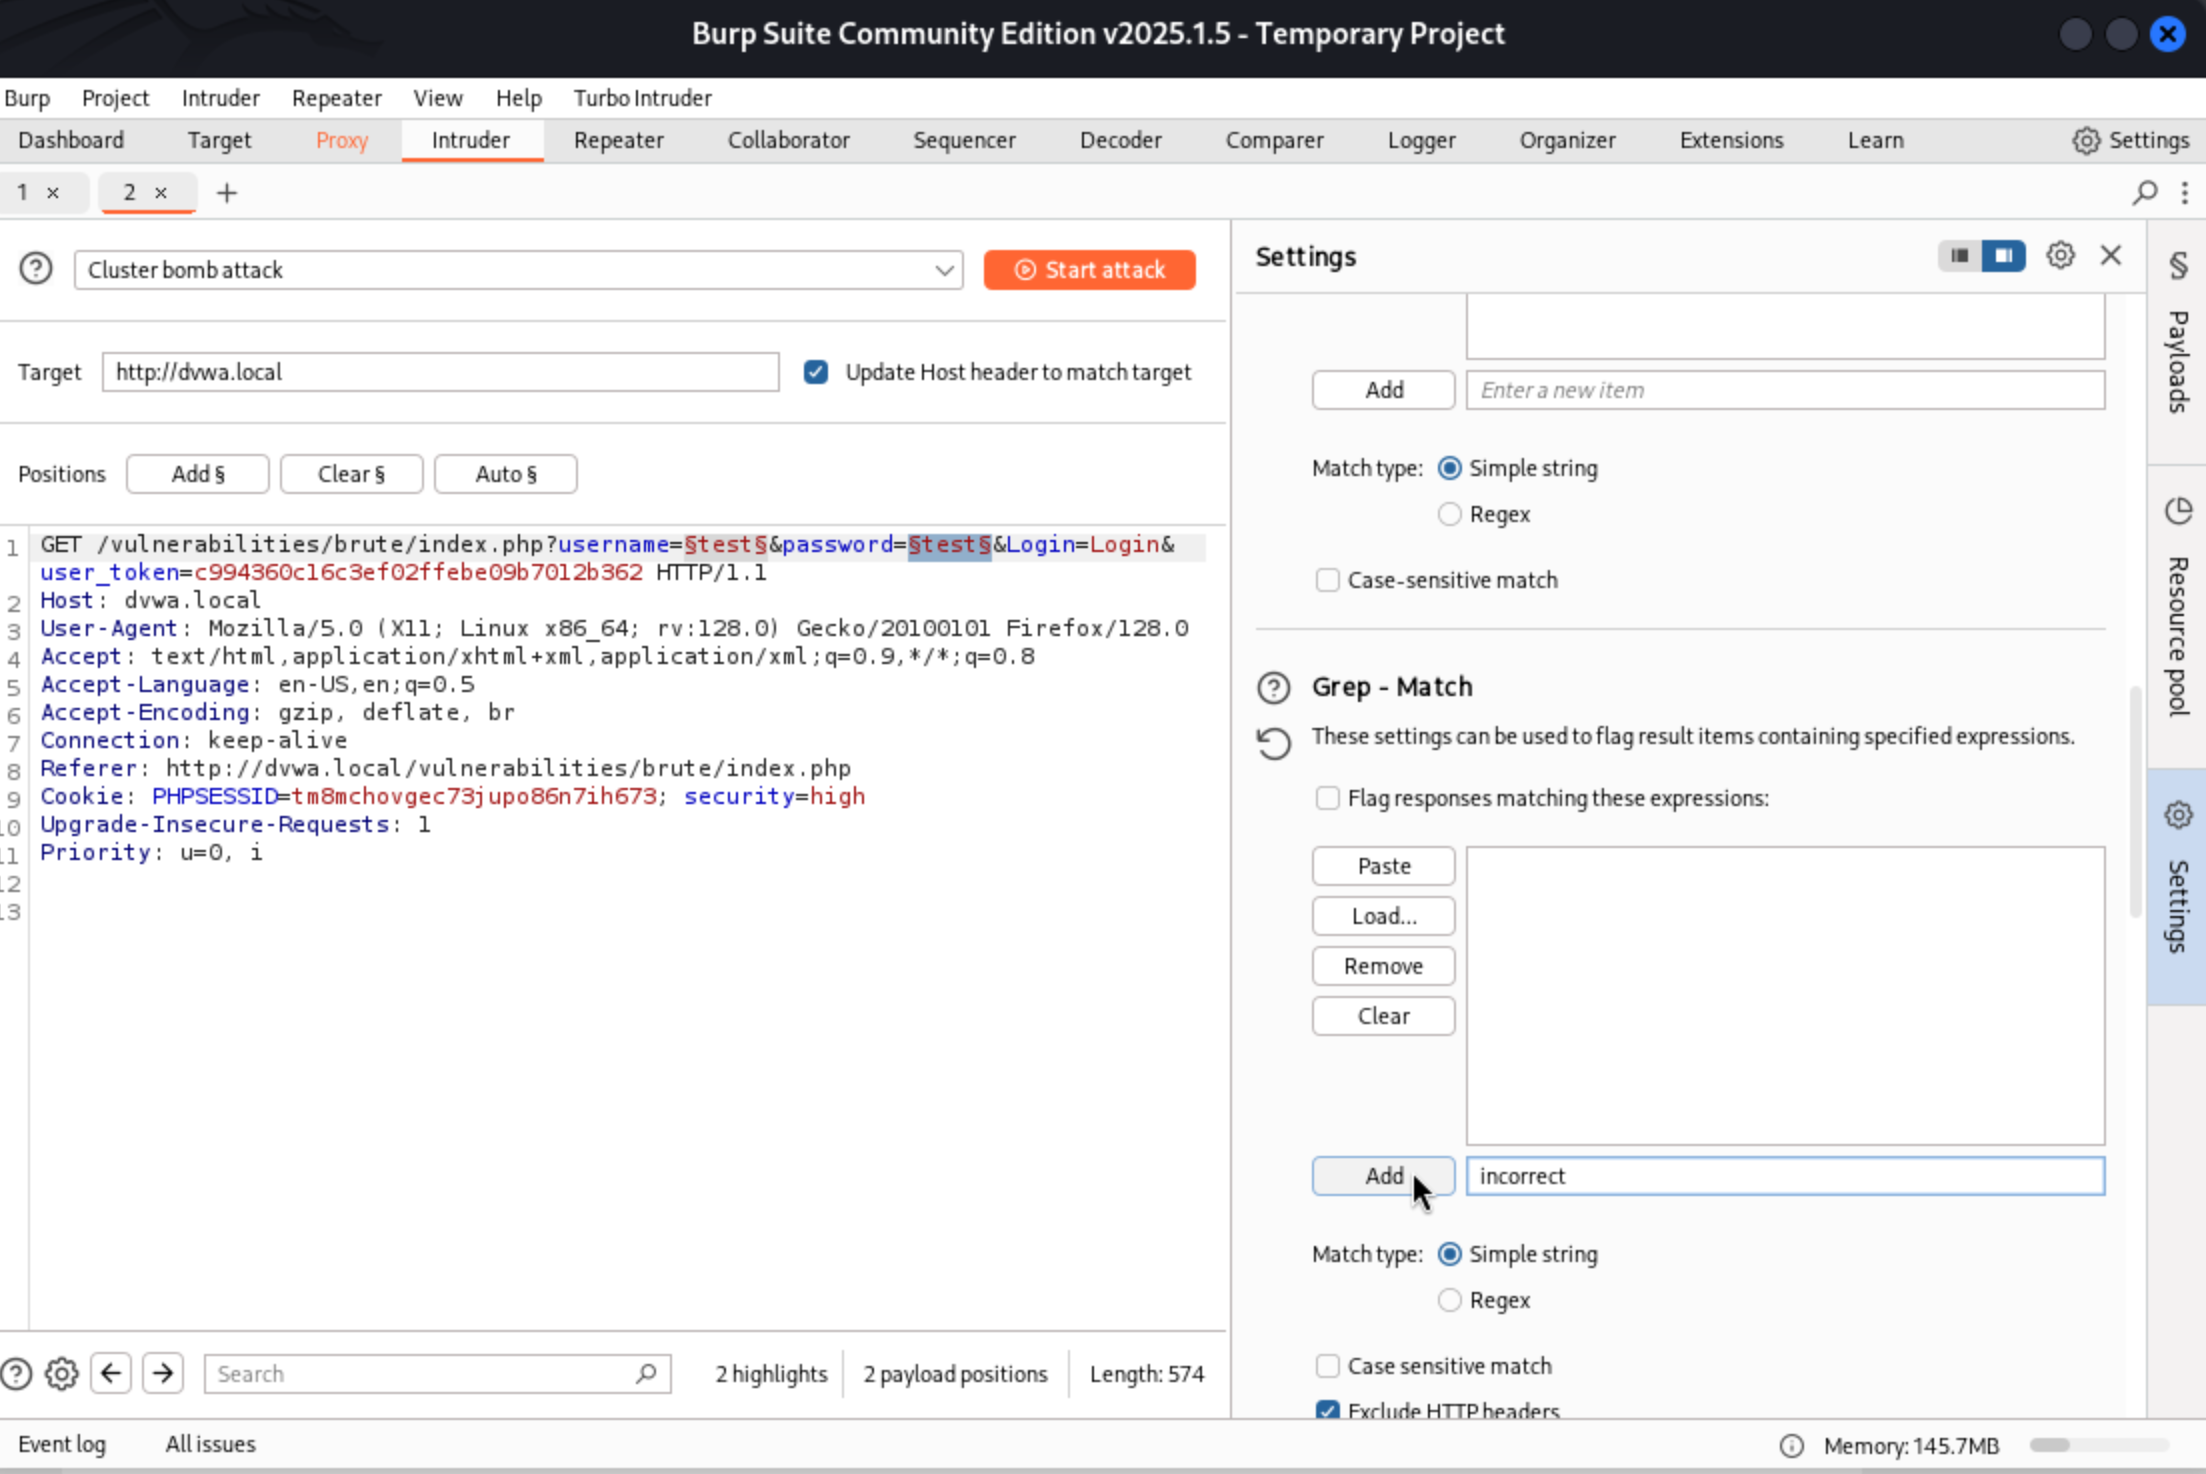 Burp Suite Community Edition v2025.1.5 - Temporary Project
Burp Project Intruder Repeater View Help Turbo Intruder
Dashboard Target Proxy Intruder Repeater Collaborator Sequencer Decoder Comparer Logger Organizer Extensions Learn Settings
1 × 2 × +
Cluster bomb attack Start attack
Target http://dvwa.local Update Host header to match target
Positions Add § Clear § Auto §
1 GET /vulnerabilities/brute/index.php?username=§test§&password=§test§&Login=Login&
user_token=c994360c16c3ef02ffebe09b7012b362 HTTP/1.1
2 Host: dvwa.local
3 User-Agent: Mozilla/5.0 (X11; Linux x86_64; rv:128.0) Gecko/20100101 Firefox/128.0
4 Accept: text/html,application/xhtml+xml,application/xml;q=0.9,*/*;q=0.8
5 Accept-Language: en-US,en;q=0.5
6 Accept-Encoding: gzip, deflate, br
7 Connection: keep-alive
8 Referer: http://dvwa.local/vulnerabilities/brute/index.php
9 Cookie: PHPSESSID=tm8mchovgec73jupo86n7ih673; security=high
10 Upgrade-Insecure-Requests: 1
11 Priority: u=0, i
12
13
Search 2 highlights 2 payload positions Length: 574
Settings
Add Enter a new item
Match type: Simple string
Regex
Case-sensitive match
Grep - Match
These settings can be used to flag result items containing specified expressions.
Flag responses matching these expressions:
Paste
Load...
Remove
Clear
Add incorrect
Match type: Simple string
Regex
Case sensitive match
Exclude HTTP headers
§ Payloads
Resource pool
Settings
Event log All issues Memory: 145.7MB